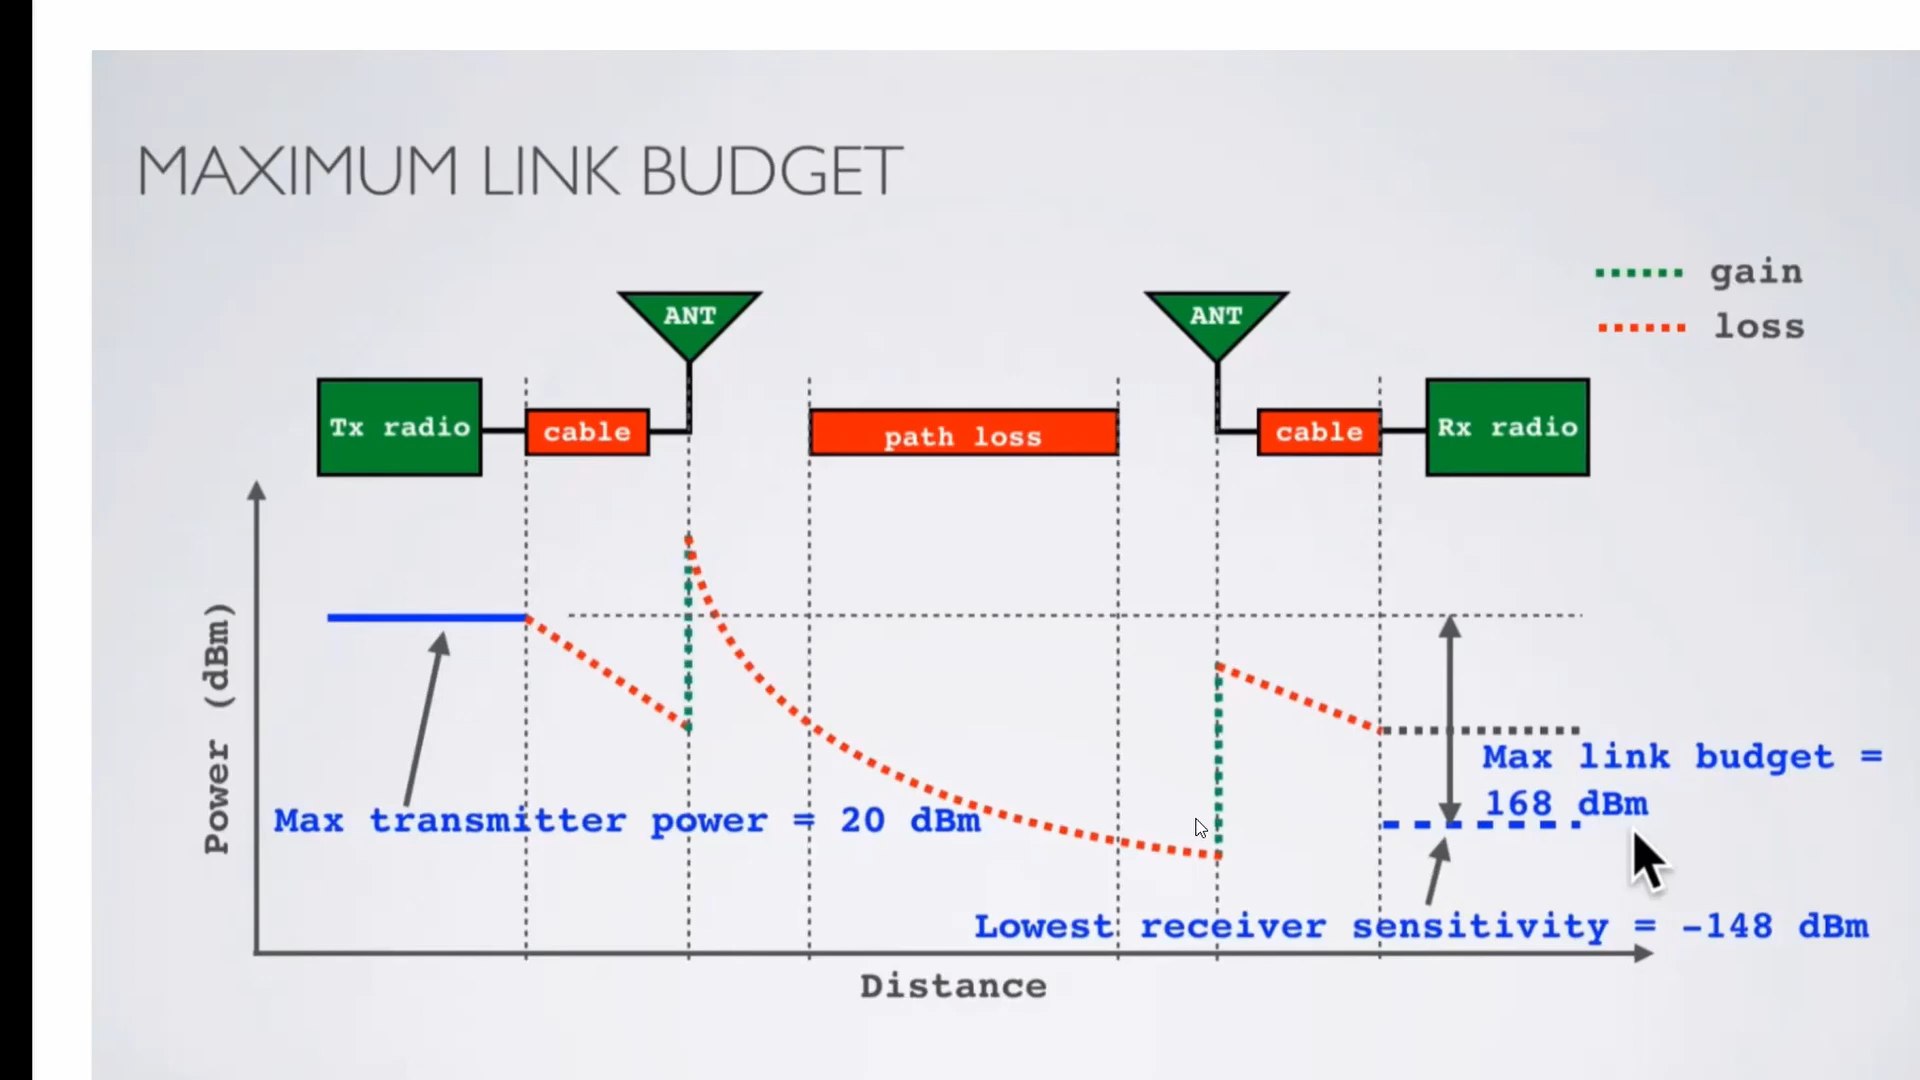 MAXIMUM LINK BUDGET
gain
loss
ANT
ANT
Tx radio
cable
path loss
cable
Rx radio
Power (dBm)
Max link budget =
168 dBm
Max transmitter power = 20 dBm
Lowest receiver sensitivity = -148 dBm
Distance